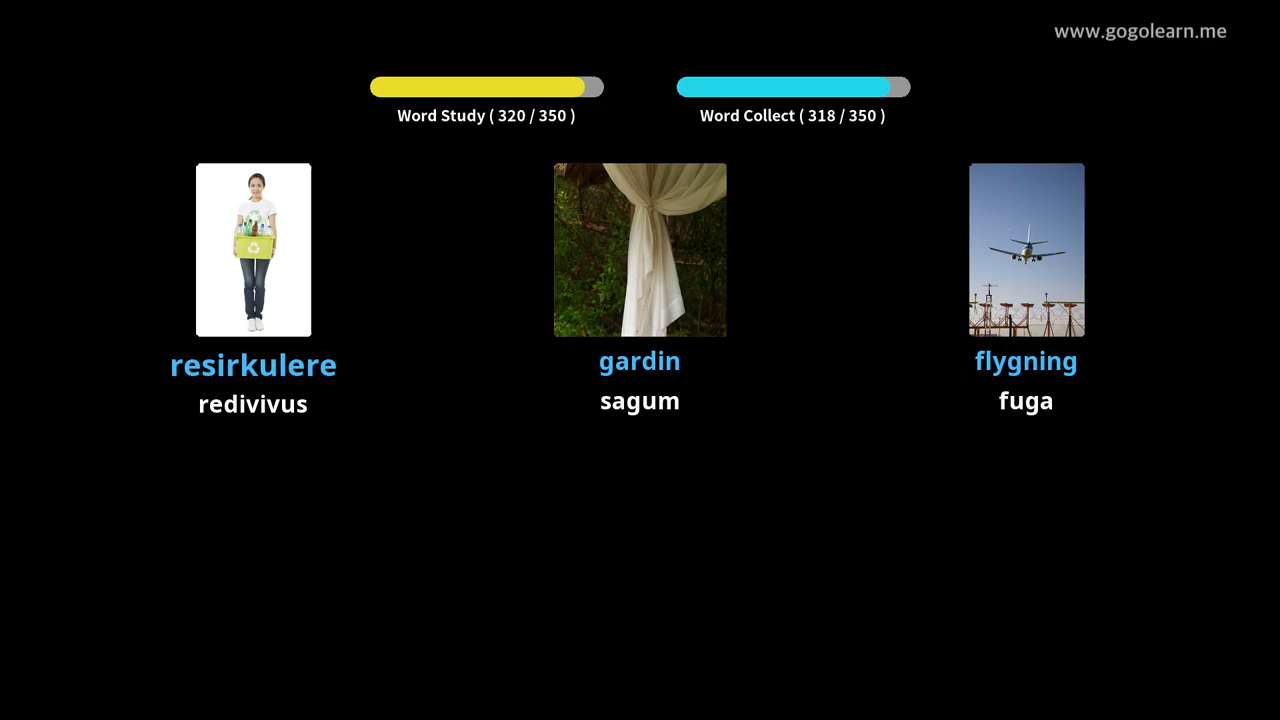 www.gogolearn.me
Word Study ( 320 / 350 )
Word Collect ( 318 / 350 )
resirkulere
redivivus
gardin
sagum
flygning
fuga